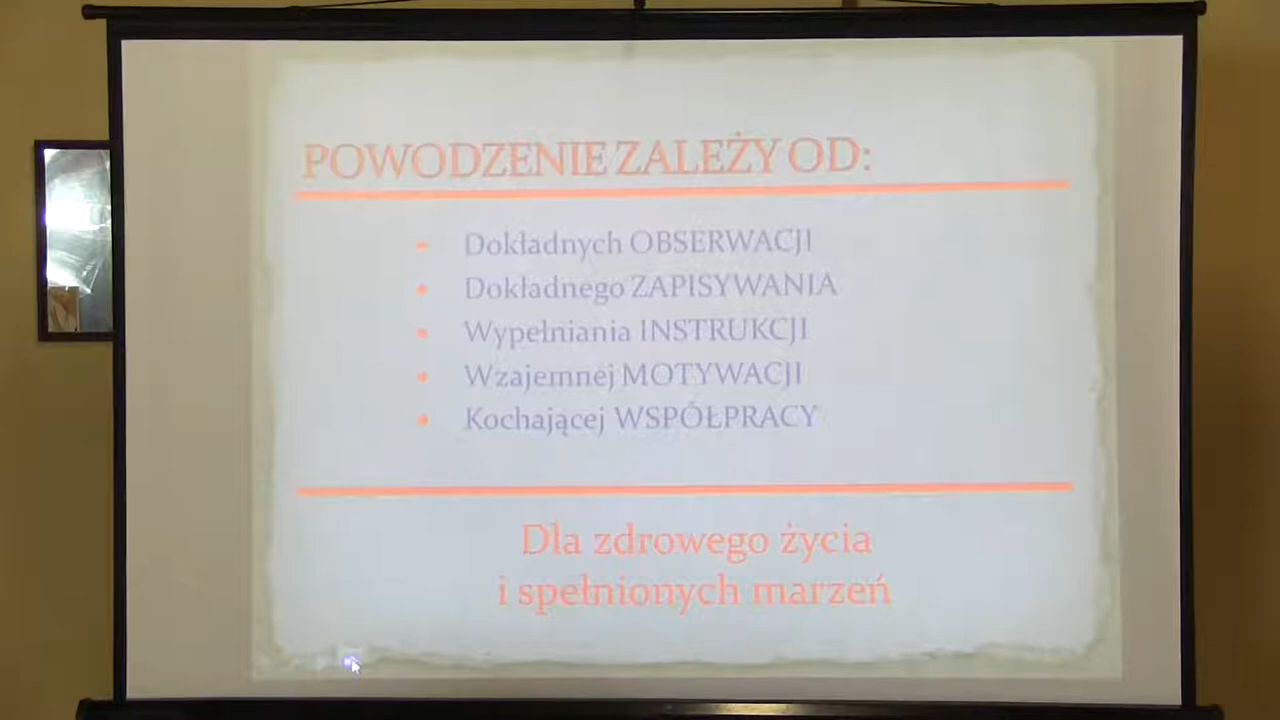 POWODZENIE ZALEŻY OD:
Dokładnych OBSERWACJI
Dokładnego ZAPISYWANIA
Wypełniania INSTRUKCJI
Wzajemnej MOTYWACJI
Kochającej WSPÓŁPRACY
Dla zdrowego życia
i spełnionych marzeń